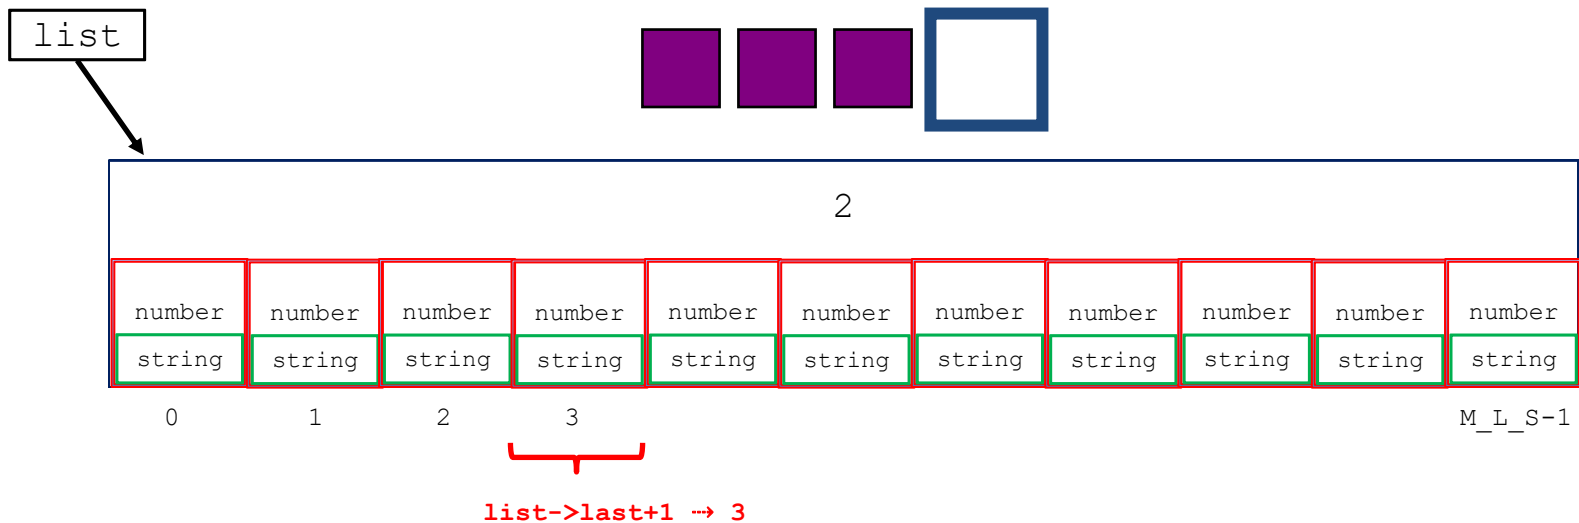 list
2
number number number number number number number number number number number
string string string string string string string string string string string
0 1 2 3 M_L_S-1
list->last+1 ⇢ 3